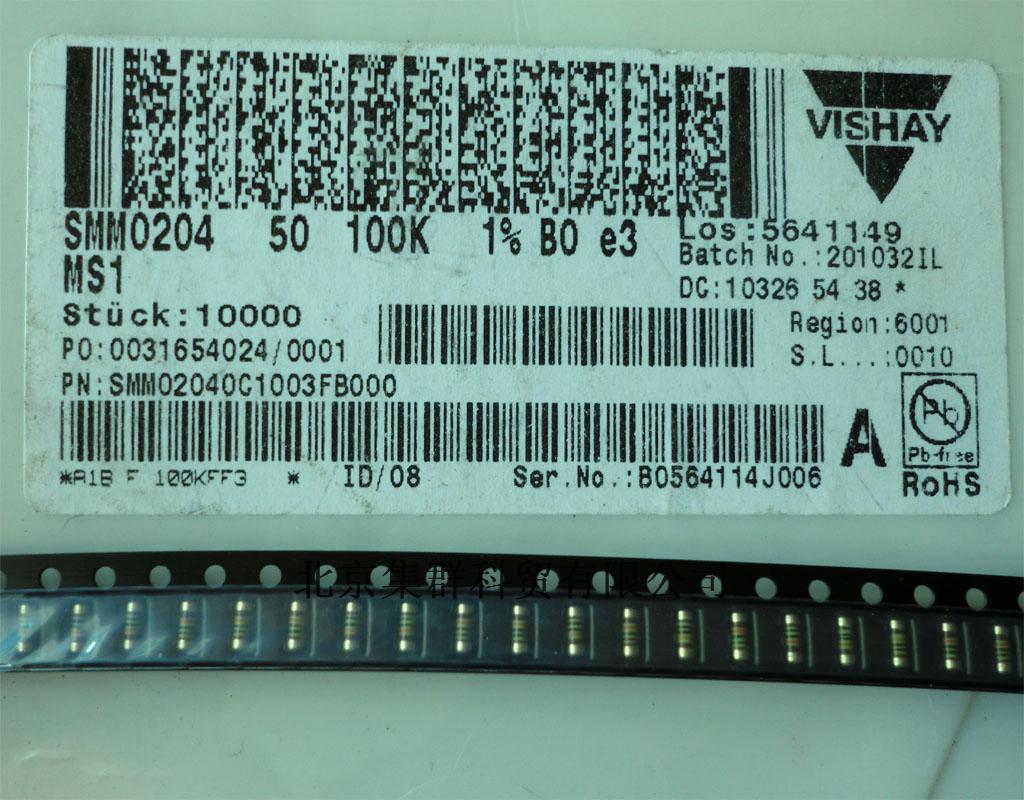 VISHAY
SMM0204 50 100K 1% B0 e3
MS1
Los:5641149
Batch No.:201032IL
DC:10326 54 38 *
Stück:10000
Region:6001
PO:0031654024/0001
S.L...:0010
PN:SMM02040C1003FB000
A
Pb
Pb-free
RoHS
*A1B F 100KFF3 * ID/08 Ser.No.:B0564114J006
北京集群科贸有限公司